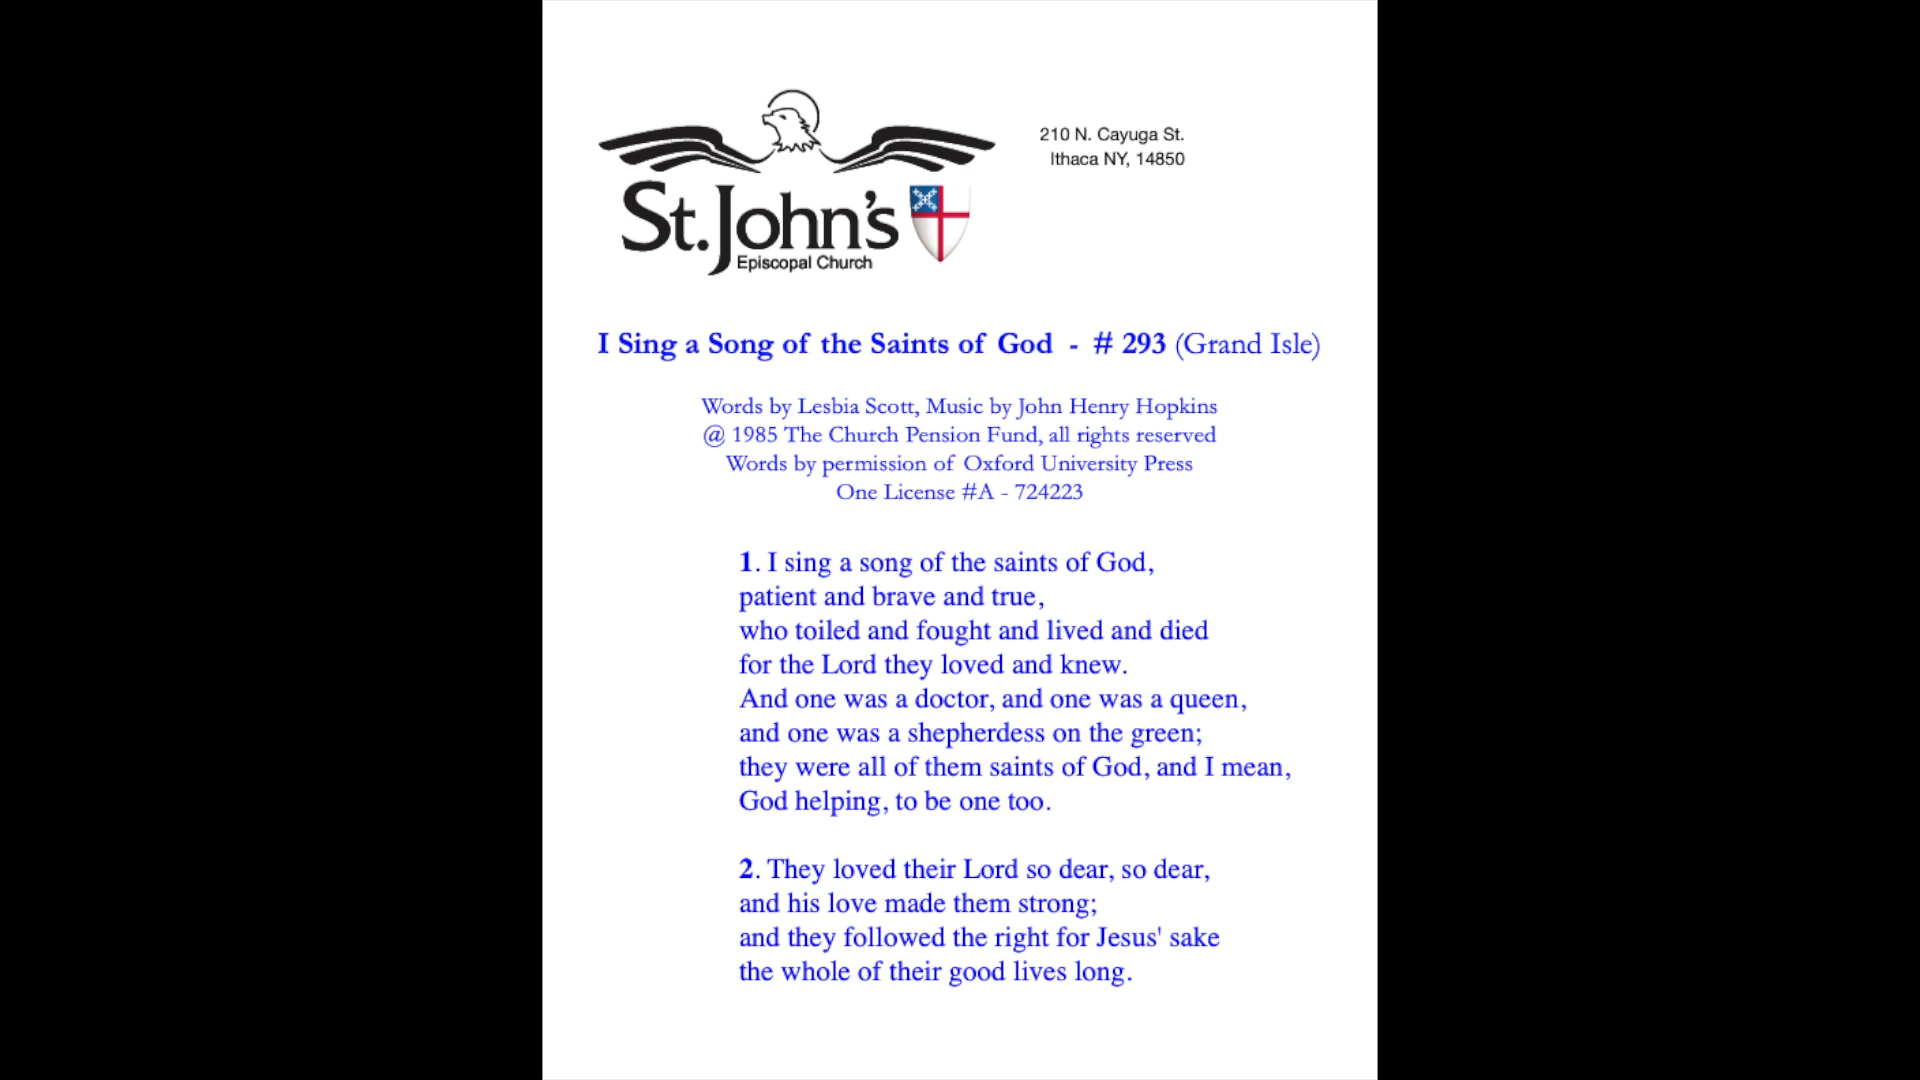 210 N. Cayuga St.
Ithaca NY, 14850
St. John's
Episcopal Church
I Sing a Song of the Saints of God - # 293 (Grand Isle)
Words by Lesbia Scott, Music by John Henry Hopkins
@ 1985 The Church Pension Fund, all rights reserved
Words by permission of Oxford University Press
One License #A - 724223
1. I sing a song of the saints of God,
patient and brave and true,
who toiled and fought and lived and died
for the Lord they loved and knew.
And one was a doctor, and one was a queen,
and one was a shepherdess on the green;
they were all of them saints of God, and I mean,
God helping, to be one too.
2. They loved their Lord so dear, so dear,
and his love made them strong;
and they followed the right for Jesus' sake
the whole of their good lives long.